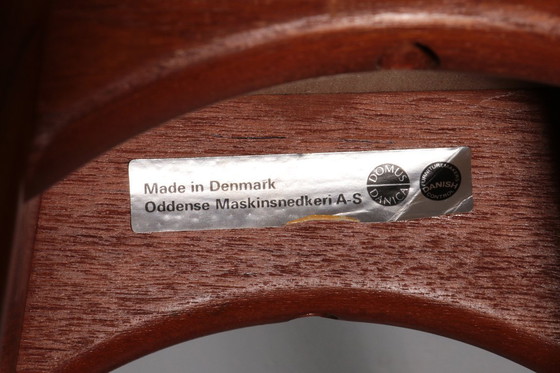 Made in Denmark
Oddense Maskinsnedkeri A-S
DOMUS
DANICA
DANISH